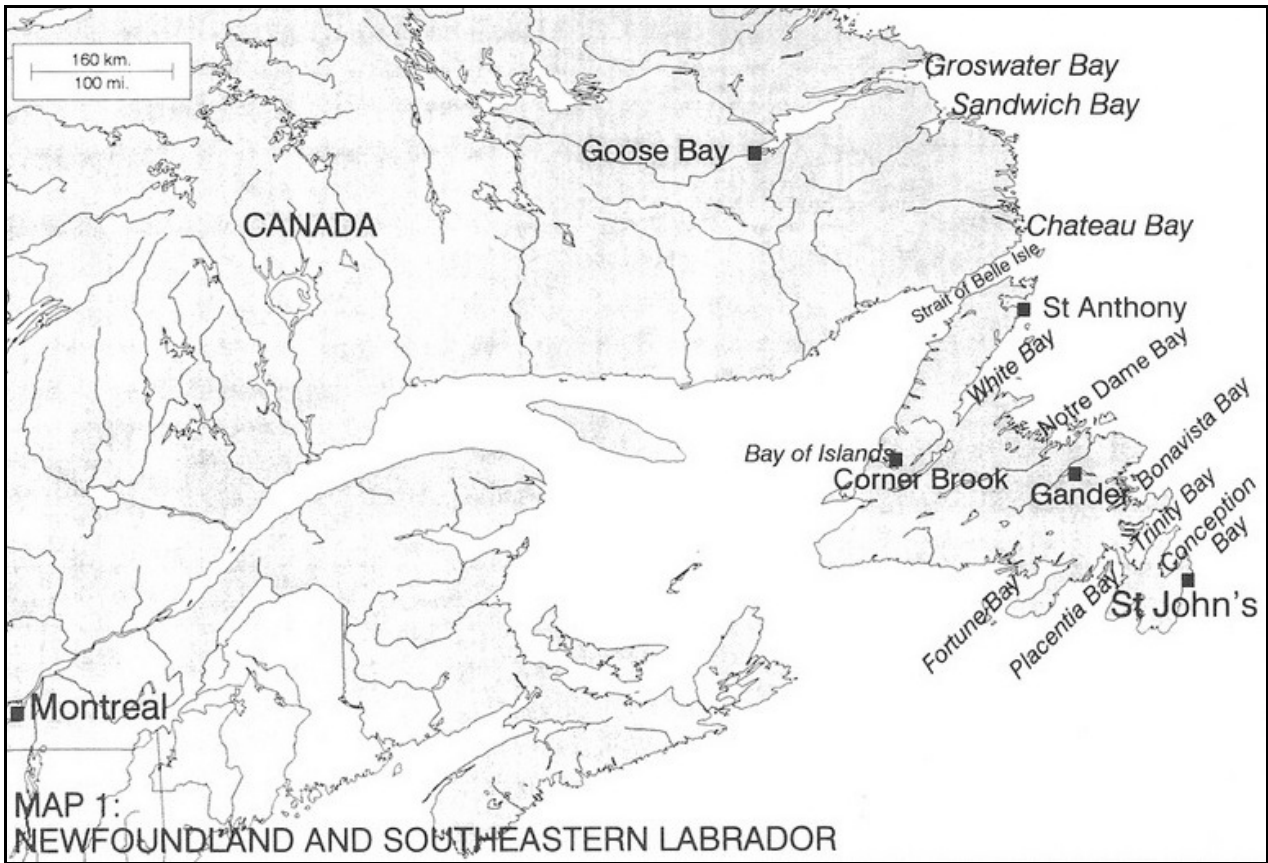 160 km.
100 mi.
Groswater Bay
Sandwich Bay
Goose Bay
CANADA
Chateau Bay
Strait of Belle Isle
St Anthony
White Bay
Notre Dame Bay
Bay of Islands
Corner Brook
Gander
Bonavista Bay
Trinity Bay
Conception
Bay
Fortune Bay
Placentia Bay
St John's
Montreal
MAP 1:
NEWFOUNDLAND AND SOUTHEASTERN LABRADOR